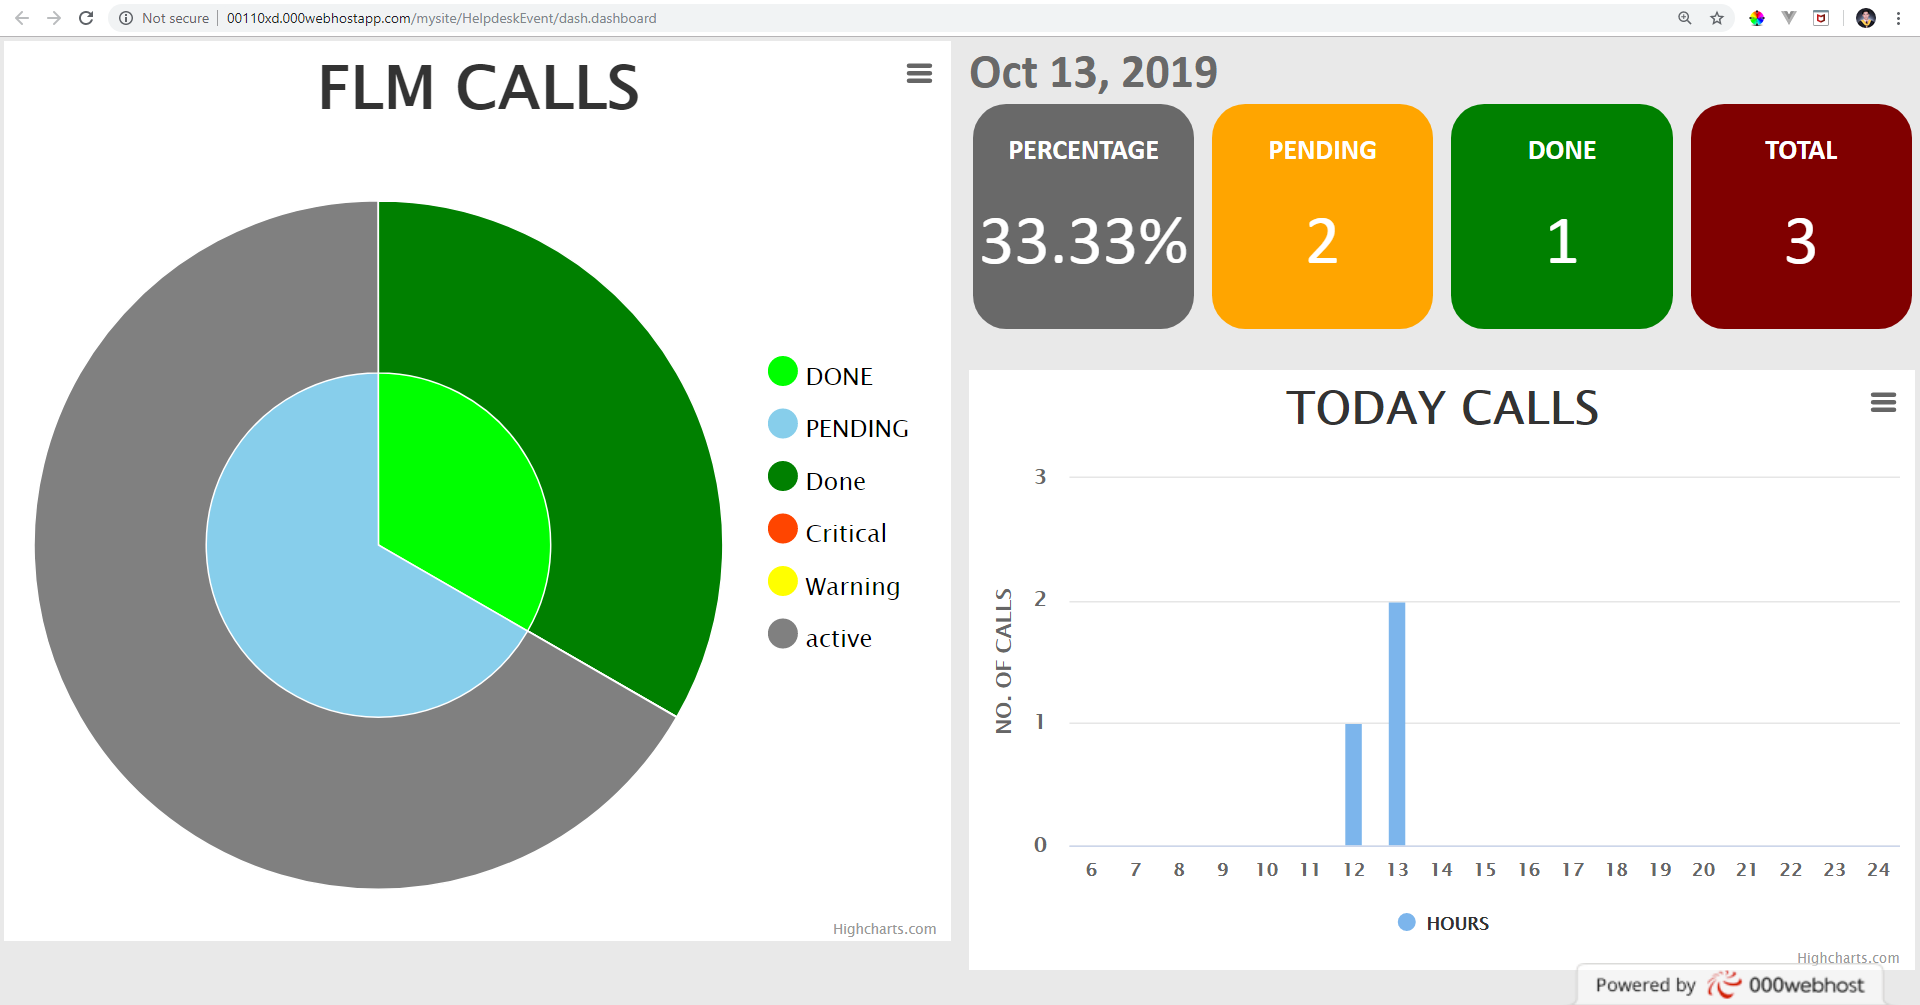 Not secure
00110xd.000webhostapp.com/mysite/HelpdeskEvent/dash.dashboard
FLM CALLS
DONE
PENDING
Done
Critical
Warning
active
Highcharts.com
Oct 13, 2019
PERCENTAGE
33.33%
PENDING
2
DONE
1
TOTAL
3
TODAY CALLS
NO. OF CALLS
3
2
1
0
6 7 8 9 10 11 12 13 14 15 16 17 18 19 20 21 22 23 24
HOURS
Highcharts.com
Powered by 000webhost